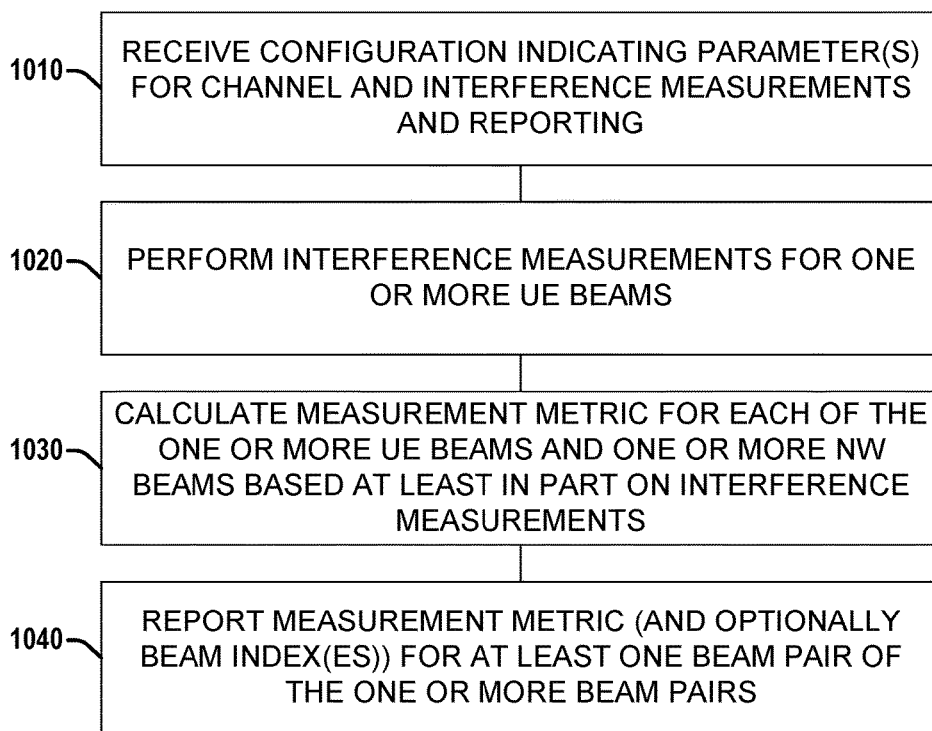 1010
RECEIVE CONFIGURATION INDICATING PARAMETER(S)
FOR CHANNEL AND INTERFERENCE MEASUREMENTS
AND REPORTING
1020
PERFORM INTERFERENCE MEASUREMENTS FOR ONE
OR MORE UE BEAMS
1030
CALCULATE MEASUREMENT METRIC FOR EACH OF THE
ONE OR MORE UE BEAMS AND ONE OR MORE NW
BEAMS BASED AT LEAST IN PART ON INTERFERENCE
MEASUREMENTS
1040
REPORT MEASUREMENT METRIC (AND OPTIONALLY
BEAM INDEX(ES)) FOR AT LEAST ONE BEAM PAIR OF
THE ONE OR MORE BEAM PAIRS